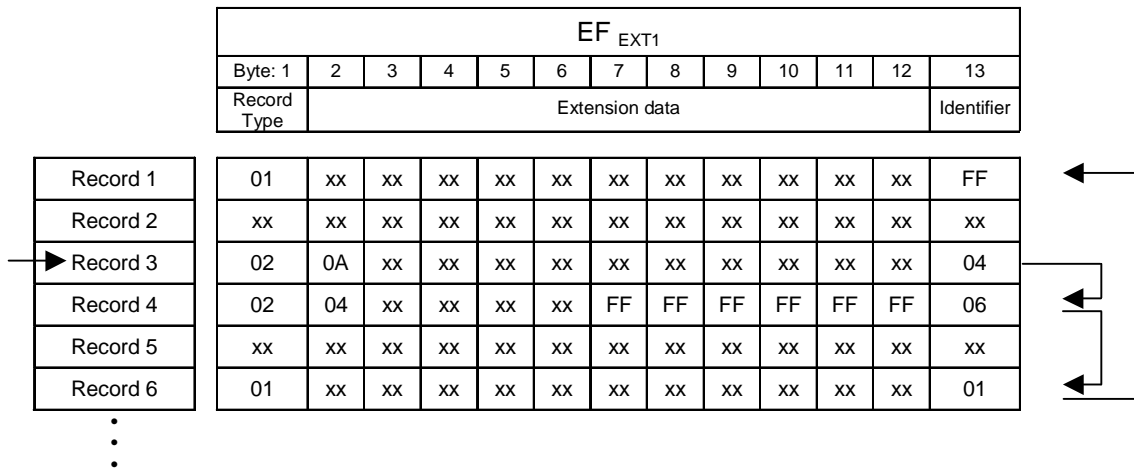 EF EXT1
Byte: 1 2 3 4 5 6 7 8 9 10 11 12 13
Record Type Extension data Identifier
Record 1 01 xx xx xx xx xx xx xx xx xx xx xx FF
Record 2 xx xx xx xx xx xx xx xx xx xx xx xx xx
Record 3 02 0A xx xx xx xx xx xx xx xx xx xx 04
Record 4 02 04 xx xx xx xx FF FF FF FF FF FF 06
Record 5 xx xx xx xx xx xx xx xx xx xx xx xx xx
Record 6 01 xx xx xx xx xx xx xx xx xx xx xx 01